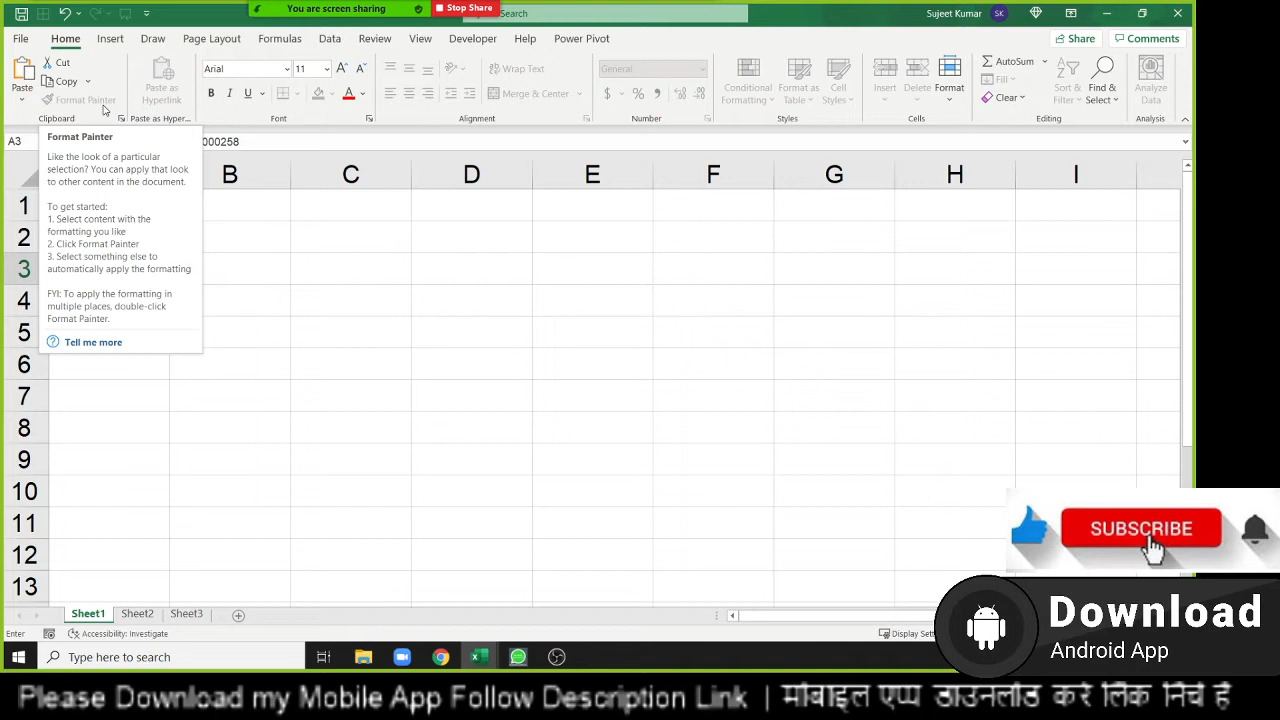 You are screen sharing
Stop Share
Search
Sujeet Kumar
SK
File
Home
Insert
Draw
Page Layout
Formulas
Data
Review
View
Developer
Help
Power Pivot
Share
Comments
Paste
Cut
Copy
Format Painter
Clipboard
Paste as
Hyperlink
Paste as Hyper...
Arial
11
B
I
U
Font
Wrap Text
Merge & Center
Alignment
General
$
%
Number
Conditional
Formatting
Format as
Table
Cell
Styles
Styles
Insert
Delete
Format
Cells
AutoSum
Fill
Clear
Sort &
Filter
Find &
Select
Editing
Analyze
Data
Analysis
A3
000258
Format Painter
Like the look of a particular
selection? You can apply that look
to other content in the document.
To get started:
1. Select content with the
formatting you like
2. Click Format Painter
3. Select something else to
automatically apply the formatting
FYI: To apply the formatting in
multiple places, double-click
Format Painter.
Tell me more
B
C
D
E
F
G
H
I
1
2
3
4
5
6
7
8
9
10
11
12
13
SUBSCRIBE
Download
Android App
Sheet1
Sheet2
Sheet3
Enter
Accessibility: Investigate
Display Sett
Type here to search
Please Download my Mobile App Follow Description Link | मोबाइल एप्प डाउनलोड करे लिंक निचे है